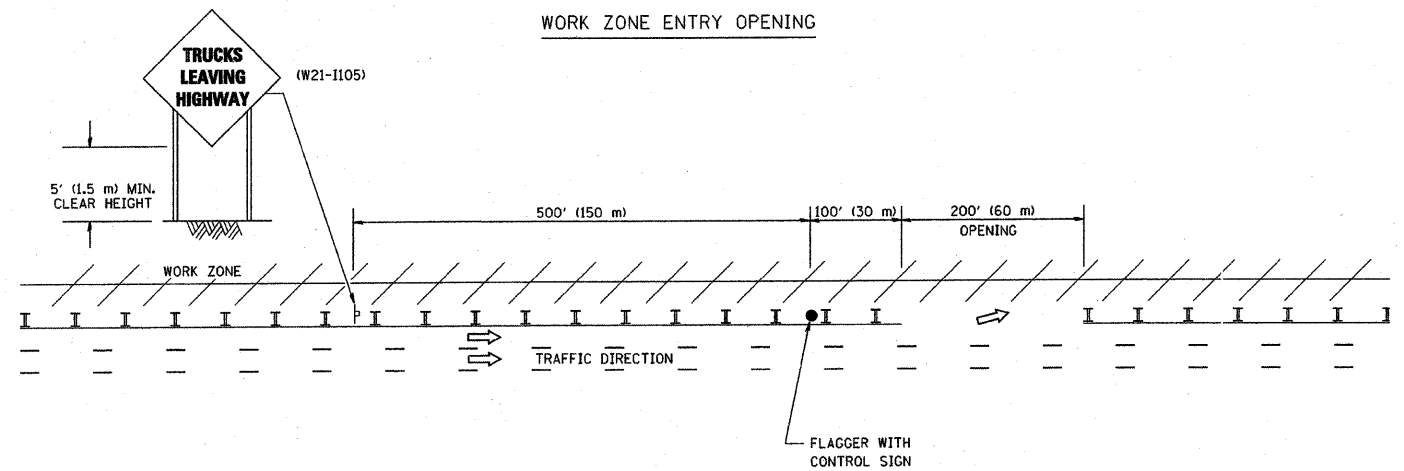 WORK ZONE ENTRY OPENING
TRUCKS
LEAVING
HIGHWAY
(W21-I105)
5' (1.5 m) MIN.
CLEAR HEIGHT
500' (150 m)
100' (30 m)
200' (60 m)
OPENING
WORK ZONE
TRAFFIC DIRECTION
FLAGGER WITH
CONTROL SIGN